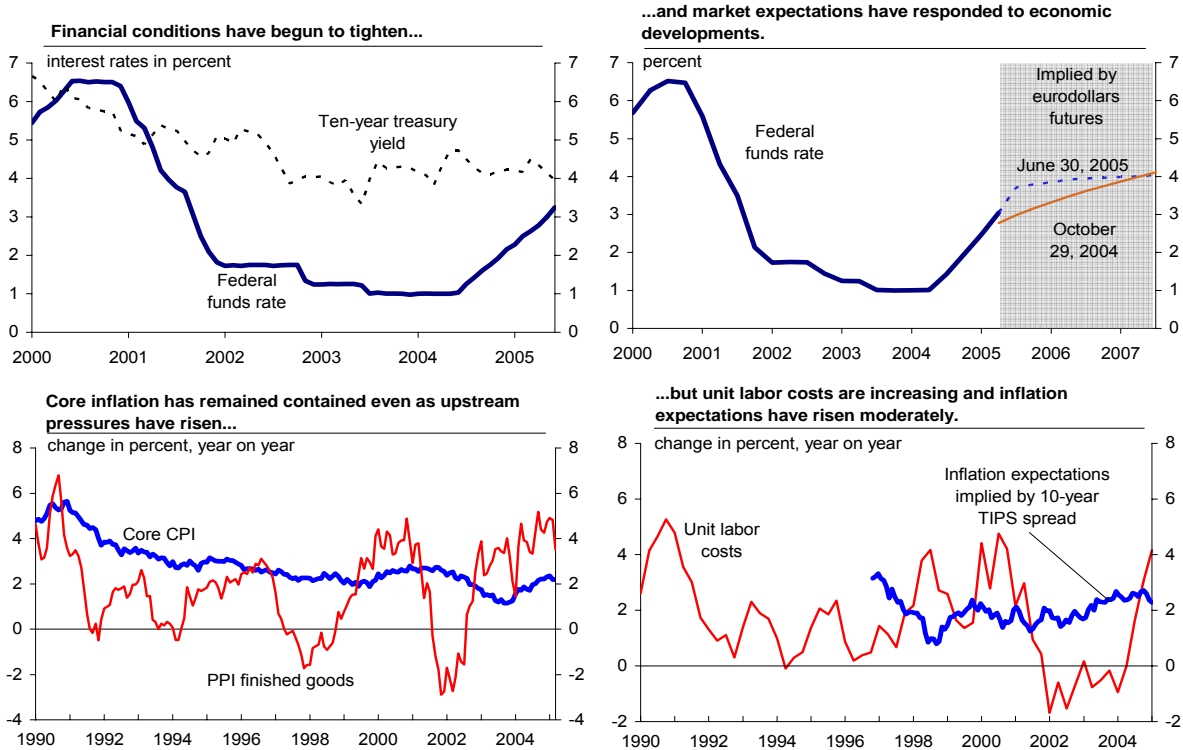 Financial conditions have begun to tighten...
interest rates in percent
7
6
5
4
3
2
1
0
7
6
5
4
3
2
1
0
Ten-year treasury
yield
Federal
funds rate
2000 2001 2002 2003 2004 2005
...and market expectations have responded to economic
developments.
percent
7
6
5
4
3
2
1
0
7
6
5
4
3
2
1
0
Implied by
eurodollars
futures
Federal
funds rate
June 30, 2005
October
29, 2004
2000 2001 2002 2003 2004 2005 2006 2007
Core inflation has remained contained even as upstream
pressures have risen...
change in percent, year on year
8
6
4
2
0
-2
-4
8
6
4
2
0
-2
-4
Core CPI
PPI finished goods
1990 1992 1994 1996 1998 2000 2002 2004
...but unit labor costs are increasing and inflation
expectations have risen moderately.
change in percent, year on year
8
6
4
2
0
-2
8
6
4
2
0
-2
Inflation expectations
implied by 10-year
TIPS spread
Unit labor
costs
1990 1992 1994 1996 1998 2000 2002 2004